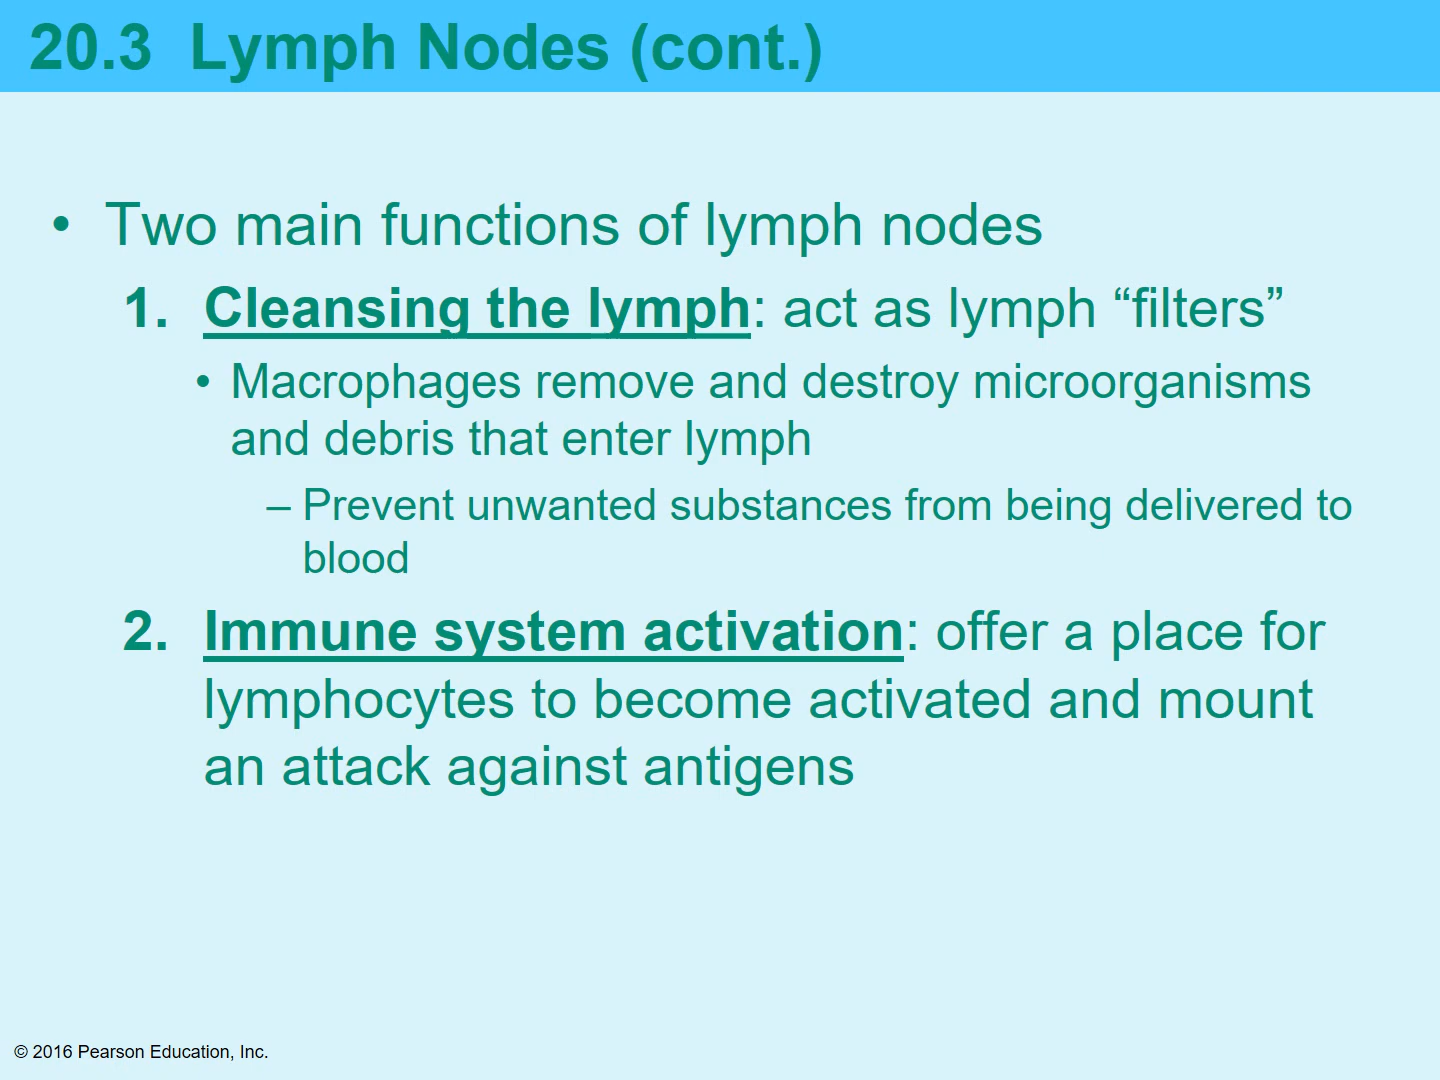 20.3 Lymph Nodes (cont.)
• Two main functions of lymph nodes
1. Cleansing the lymph: act as lymph “filters”
• Macrophages remove and destroy microorganisms
and debris that enter lymph
– Prevent unwanted substances from being delivered to
blood
2. Immune system activation: offer a place for
lymphocytes to become activated and mount
an attack against antigens
© 2016 Pearson Education, Inc.